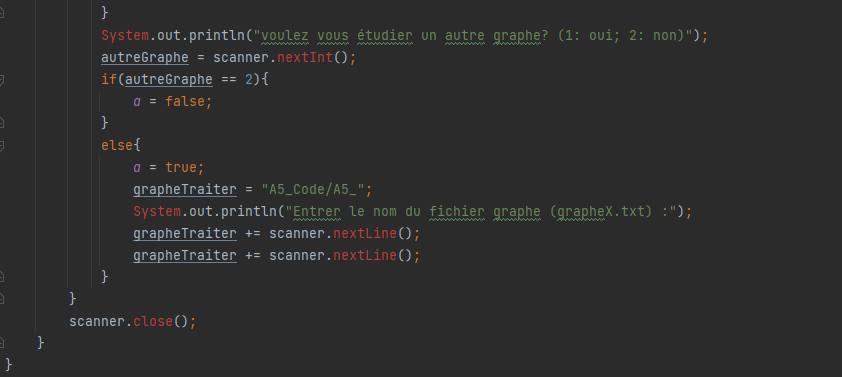 }
        System.out.println("voulez vous étudier un autre graphe? (1: oui; 2: non)");
        autreGraphe = scanner.nextInt();
        if(autreGraphe == 2){
            a = false;
        }
        else{
            a = true;
            grapheTraiter = "A5_Code/A5_";
            System.out.println("Entrer le nom du fichier graphe (grapheX.txt) :");
            grapheTraiter += scanner.nextLine();
            grapheTraiter += scanner.nextLine();
        }
    }
    scanner.close();
  }
}